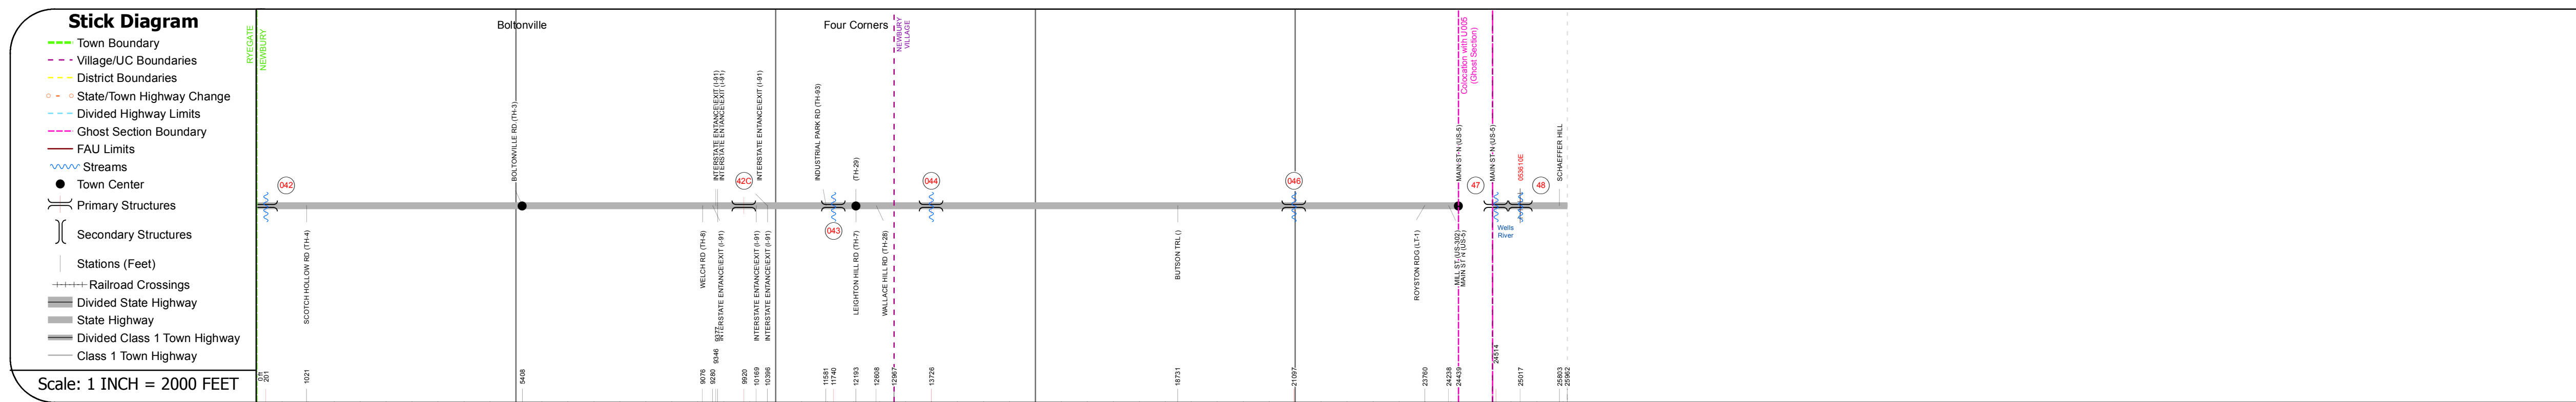 Stick Diagram
Town Boundary
Village/UC Boundaries
District Boundaries
State/Town Highway Change
Divided Highway Limits
Ghost Section Boundary
FAU Limits
Streams
Town Center
Primary Structures
Secondary Structures
Stations (Feet)
Railroad Crossings
Divided State Highway
State Highway
Divided Class 1 Town Highway
Class 1 Town Highway
Scale: 1 INCH = 2000 FEET
RYEGATE
NEWBURY
Boltonville
Four Corners
NEWBURY
VILLAGE
Colocation with U005
(Ghost Section)
BOLTONVILLE RD.(TH-3)
INTERSTATE ENTANCE\EXIT (I-91)
INTERSTATE ENTANCE\EXIT (I-91)
INTERSTATE ENTANCE\EXIT (I-91)
INDUSTRIAL PARK RD (TH-93)
(TH-29)
MAIN ST N (US-5)
MAIN ST N (US-5)
053610E
SCHAEFFER HILL
042
42C
043
044
046
47
48
SCOTCH HOLLOW RD (TH-4)
WELCH RD (TH-8)
INTERSTATE ENTANCE\EXIT (I-91)
INTERSTATE ENTANCE\EXIT (I-91)
INTERSTATE ENTANCE\EXIT (I-91)
LEIGHTON HILL RD (TH-7)
WALLACE HILL RD (TH-28)
BUTSON TRL ()
ROYSTON RDG (LT-1)
MILL ST (US-302)
MAIN ST N (US-5)
Wells
River
0 ft
201
1021
5408
9076
9280
9346
9377
9920
10169
10396
11581
11740
12193
12608
12967
13726
18731
21097
23760
24238
24439
24514
25017
25803
25962